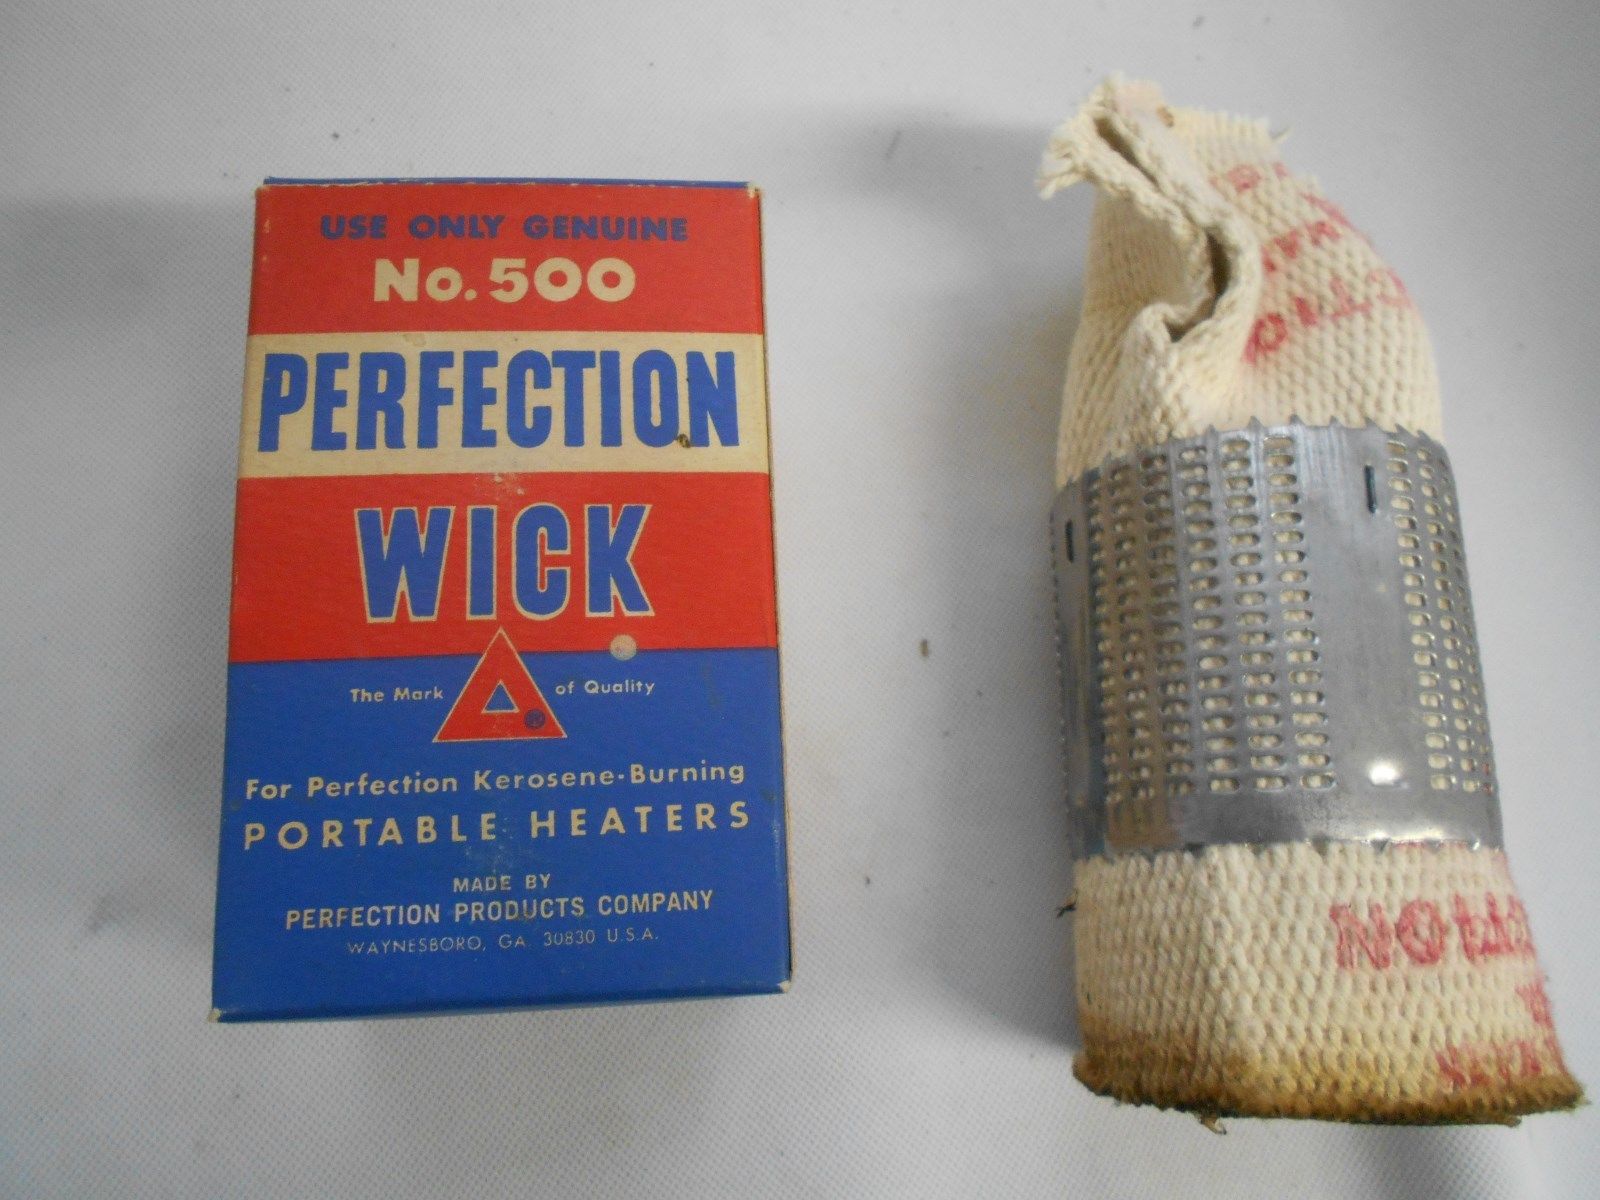 USE ONLY GENUINE
No. 500
PERFECTION
WICK
The Mark of Quality
®
For Perfection Kerosene-Burning
PORTABLE HEATERS
MADE BY
PERFECTION PRODUCTS COMPANY
WAYNESBORO, GA. 30830 U.S.A.